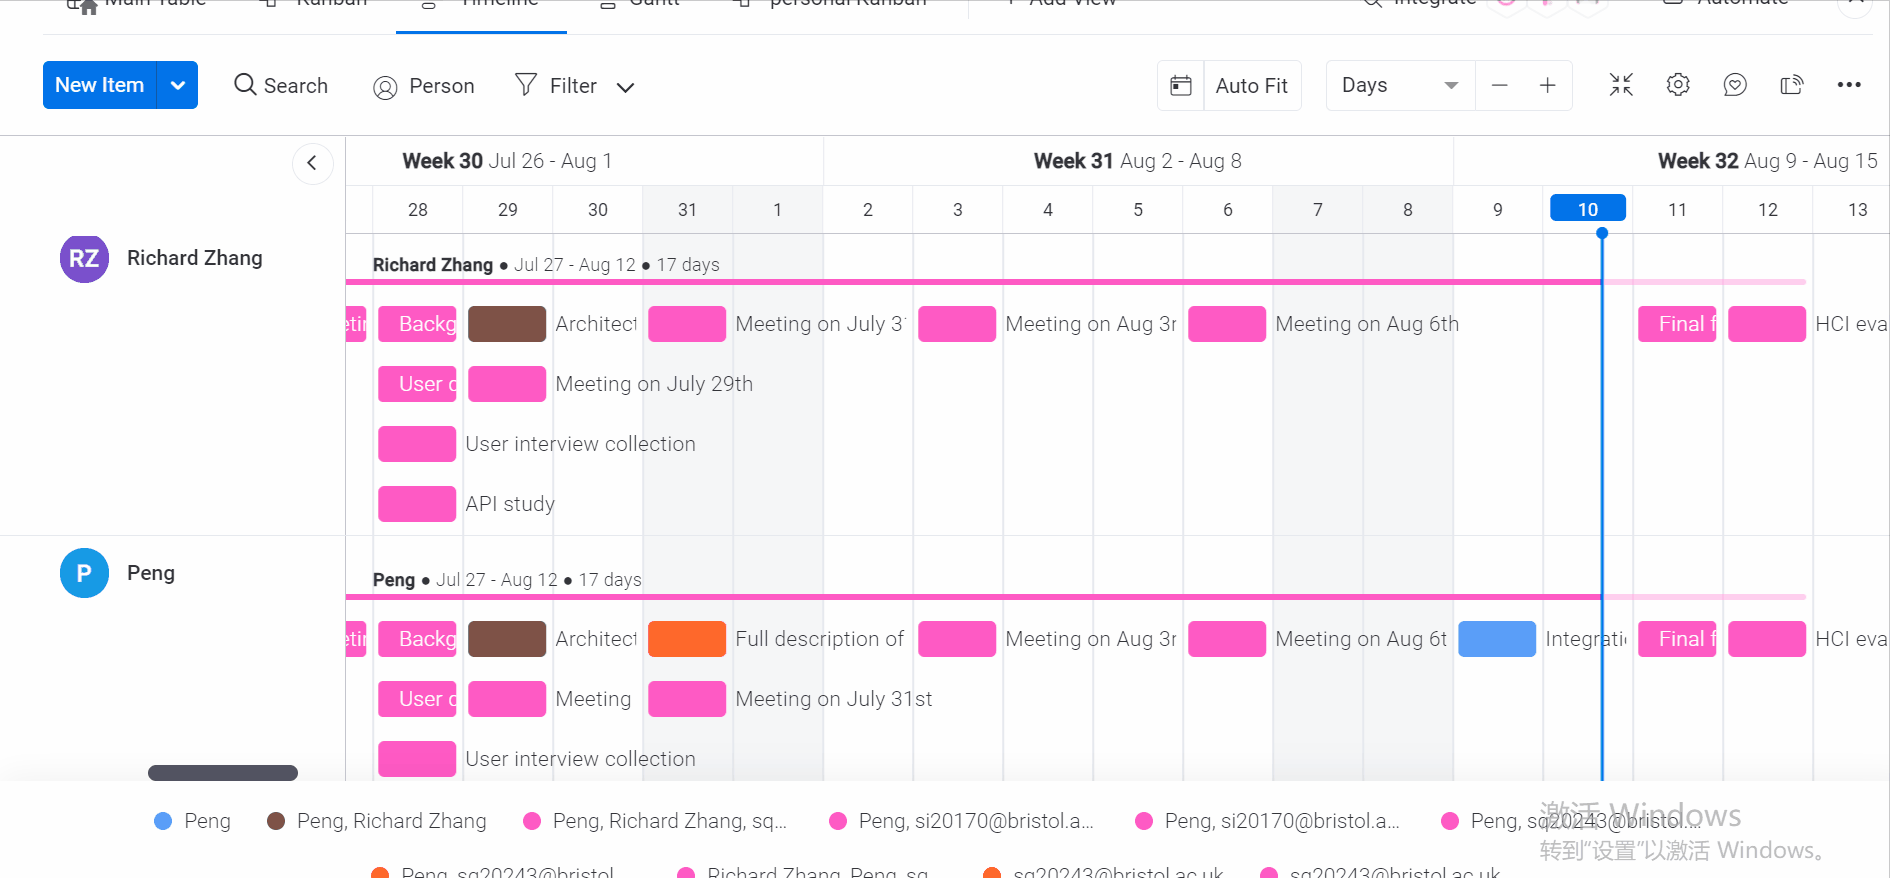 Main Table Kanban Timeline Gantt personal Kanban + Add View Integrate Automate
New Item Search Person Filter Auto Fit Days − + •••
Week 30 Jul 26 - Aug 1 Week 31 Aug 2 - Aug 8 Week 32 Aug 9 - Aug 15
28 29 30 31 1 2 3 4 5 6 7 8 9 10 11 12 13
RZ Richard Zhang
Richard Zhang ● Jul 27 - Aug 12 ● 17 days
Backg Architect Meeting on July 3 Meeting on Aug 3r Meeting on Aug 6th Final f HCI eva
User Meeting on July 29th
User interview collection
API study
P Peng
Peng ● Jul 27 - Aug 12 ● 17 days
Backg Architect Full description of Meeting on Aug 3r Meeting on Aug 6t Integrati Final f HCI eva
User Meeting Meeting on July 31st
User interview collection
Peng Peng, Richard Zhang Peng, Richard Zhang, sq... Peng, si20170@bristol.a... Peng, si20170@bristol.a... Peng, sq20243@bristol....
激活 Windows
转到“设置”以激活 Windows。
Peng, sq20243@bristol Richard Zhang, Peng, sq sq20243@bristol.ac.uk sq20243@bristol.ac.uk